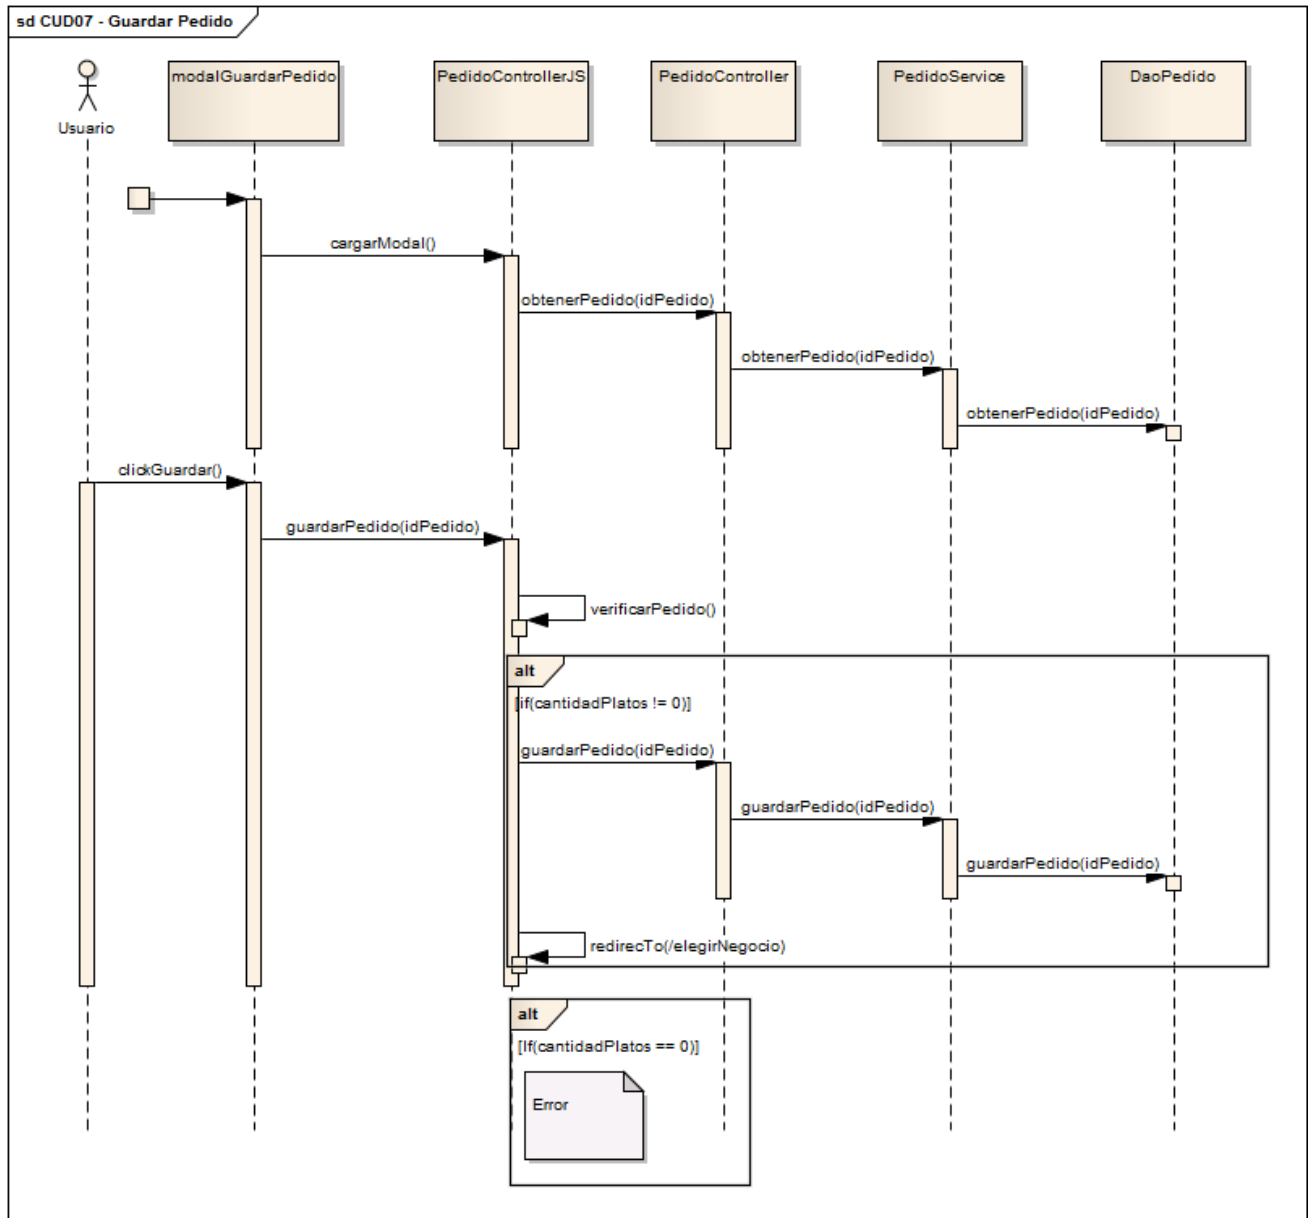 sd CUD07 - Guardar Pedido
Usuario
modalGuardarPedido
PedidoControllerJS
PedidoController
PedidoService
DaoPedido
cargarModal()
obtenerPedido(idPedido)
obtenerPedido(idPedido)
obtenerPedido(idPedido)
clickGuardar()
guardarPedido(idPedido)
verificarPedido()
alt
[if(cantidadPlatos != 0)]
guardarPedido(idPedido)
guardarPedido(idPedido)
guardarPedido(idPedido)
redirecTo(/elegirNegocio)
alt
[If(cantidadPlatos == 0)]
Error